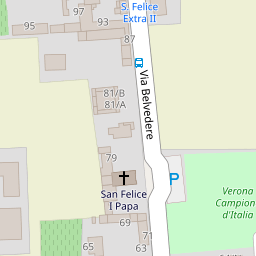 S. Felice
Extra II
95
93
87
Via Belvedere
81/B
81/A
79
P
San Felice
I Papa
Verona
Campion
d'Italia
69
71
65
63